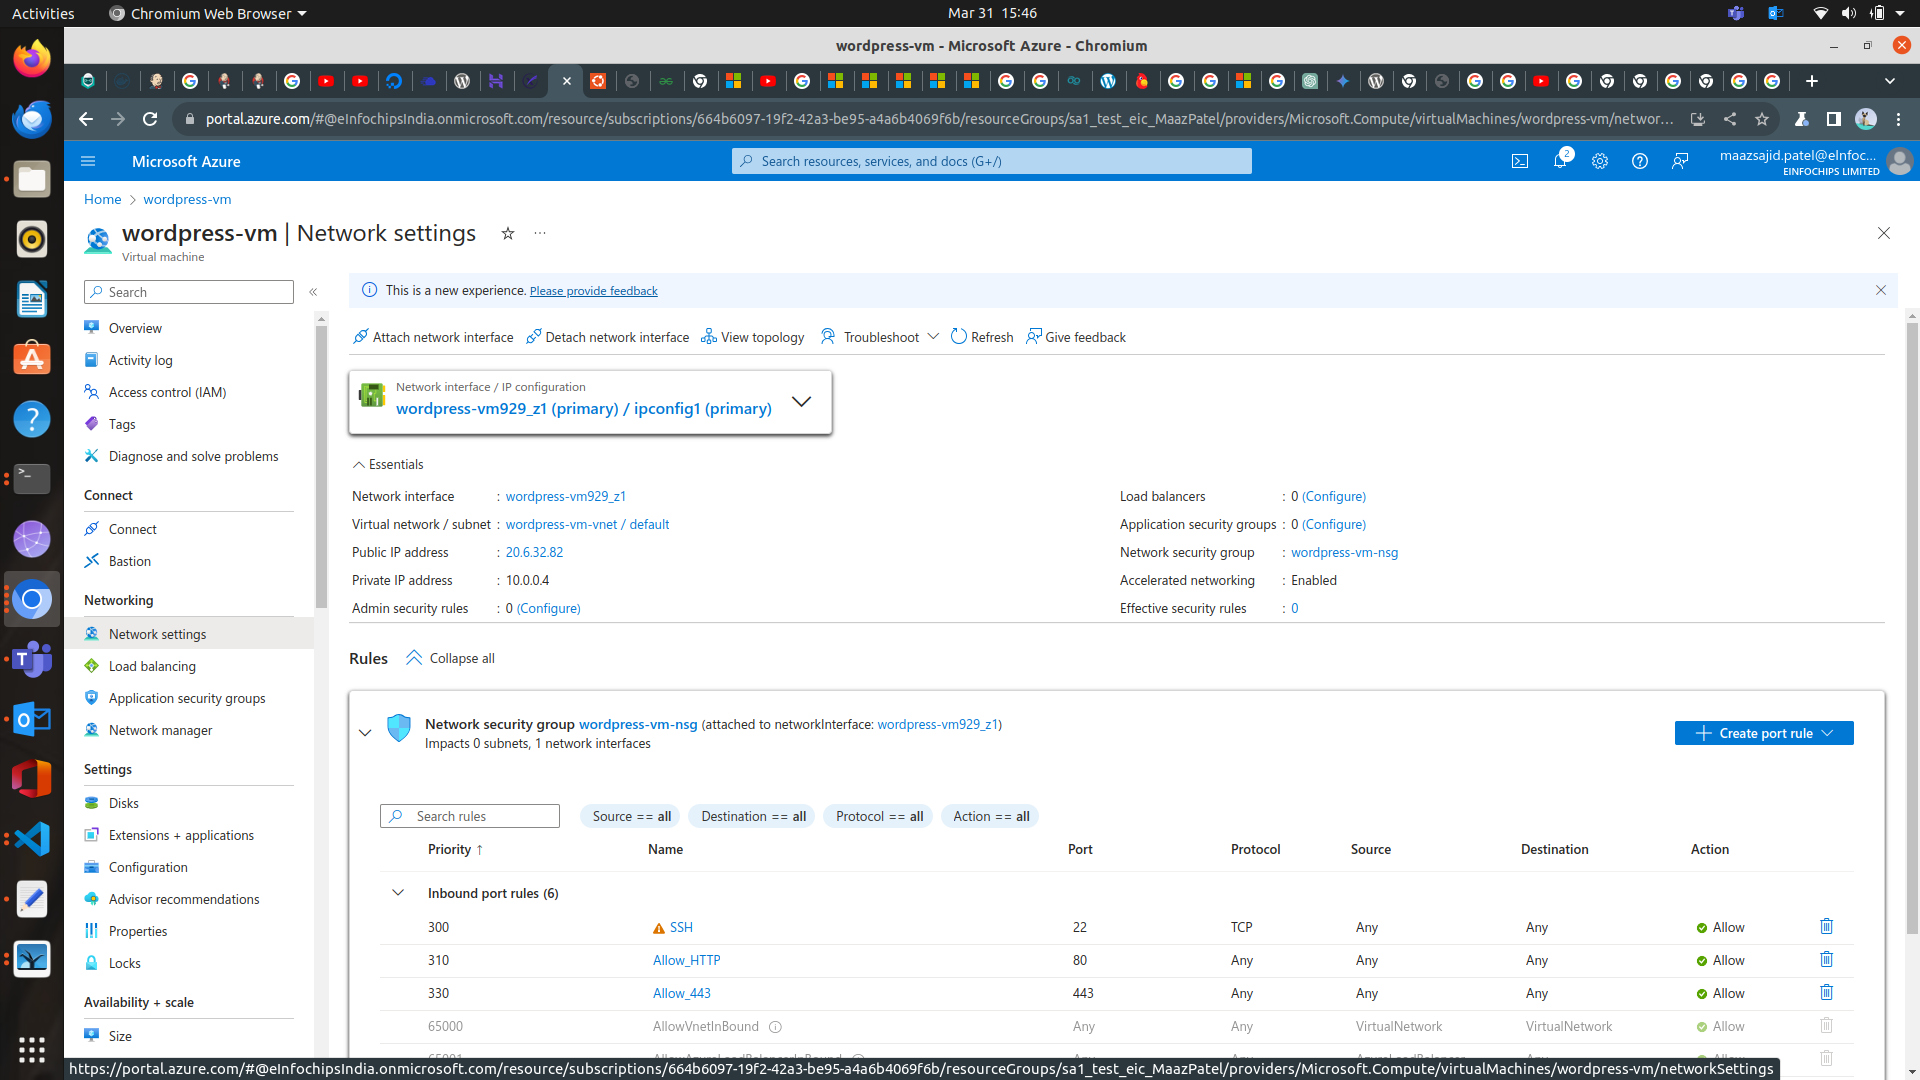 Activities
Chromium Web Browser
Mar 31 15:46
wordpress-vm - Microsoft Azure - Chromium
portal.azure.com/#@eInfochipsIndia.onmicrosoft.com/resource/subscriptions/664b6097-19f2-42a3-be95-a4a6b4069f6b/resourceGroups/sa1_test_eic_MaazPatel/providers/Microsoft.Compute/virtualMachines/wordpress-vm/networ...
Microsoft Azure
Search resources, services, and docs (G+/)
2
maazsajid.patel@eInfoc...
EINFOCHIPS LIMITED
Home > wordpress-vm
wordpress-vm | Network settings
Virtual machine
Search
Overview
Activity log
Access control (IAM)
Tags
Diagnose and solve problems
Connect
Connect
Bastion
Networking
Network settings
Load balancing
Application security groups
Network manager
Settings
Disks
Extensions + applications
Configuration
Advisor recommendations
Properties
Locks
Availability + scale
Size
This is a new experience. Please provide feedback
Attach network interface
Detach network interface
View topology
Troubleshoot
Refresh
Give feedback
Network interface / IP configuration
wordpress-vm929_z1 (primary) / ipconfig1 (primary)
Essentials
Network interface : wordpress-vm929_z1
Virtual network / subnet : wordpress-vm-vnet / default
Public IP address : 20.6.32.82
Private IP address : 10.0.0.4
Admin security rules : 0 (Configure)
Load balancers : 0 (Configure)
Application security groups : 0 (Configure)
Network security group : wordpress-vm-nsg
Accelerated networking : Enabled
Effective security rules : 0
Rules
Collapse all
Network security group wordpress-vm-nsg (attached to networkInterface: wordpress-vm929_z1)
Impacts 0 subnets, 1 network interfaces
Create port rule
Search rules
Source == all
Destination == all
Protocol == all
Action == all
Priority ↑ Name Port Protocol Source Destination Action
Inbound port rules (6)
300 SSH 22 TCP Any Any Allow
310 Allow_HTTP 80 Any Any Any Allow
330 Allow_443 443 Any Any Any Allow
65000 AllowVnetInBound Any Any VirtualNetwork VirtualNetwork Allow
https://portal.azure.com/#@eInfochipsIndia.onmicrosoft.com/resource/subscriptions/664b6097-19f2-42a3-be95-a4a6b4069f6b/resourceGroups/sa1_test_eic_MaazPatel/providers/Microsoft.Compute/virtualMachines/wordpress-vm/networkSettings